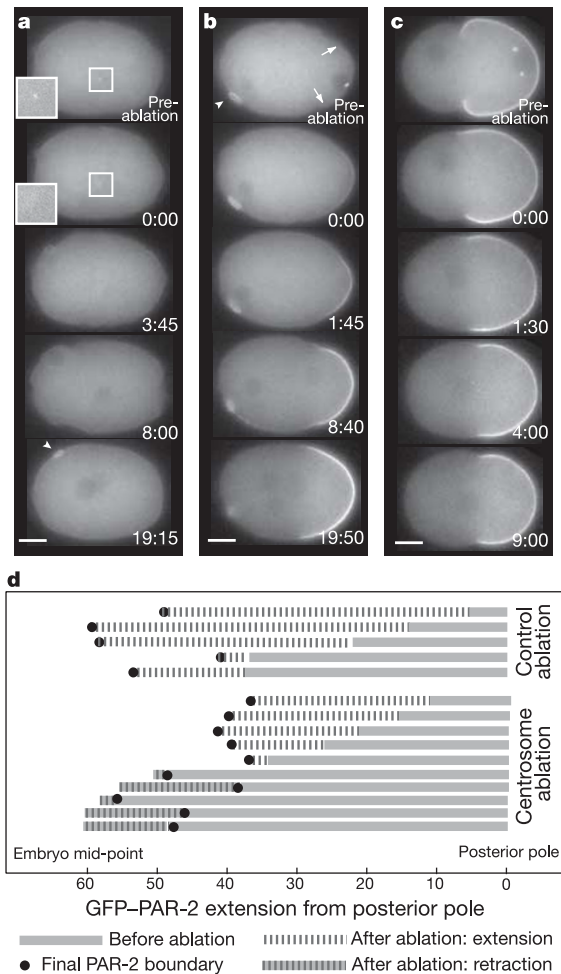 a
b
c
Pre-
ablation
Pre-
ablation
Pre-
ablation
0:00
0:00
0:00
3:45
1:45
1:30
8:00
8:40
4:00
19:15
19:50
9:00
d
Control
ablation
Centrosome
ablation
Embryo mid-point
Posterior pole
60
50
40
30
20
10
0
GFP–PAR-2 extension from posterior pole
Before ablation
After ablation: extension
Final PAR-2 boundary
After ablation: retraction